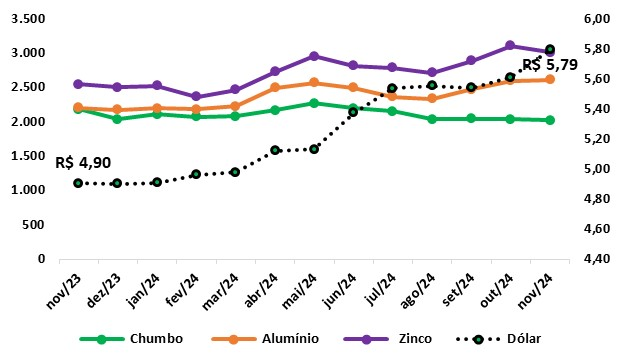 3.500
3.000
2.500
2.000
1.500
1.000
500
0
6,00
5,80
5,60
5,40
5,20
5,00
4,80
4,60
4,40
R$ 4,90
R$ 5,79
nov/23
dez/23
jan/24
fev/24
mar/24
abr/24
mai/24
jun/24
jul/24
ago/24
set/24
out/24
nov/24
Chumbo Alumínio Zinco Dólar